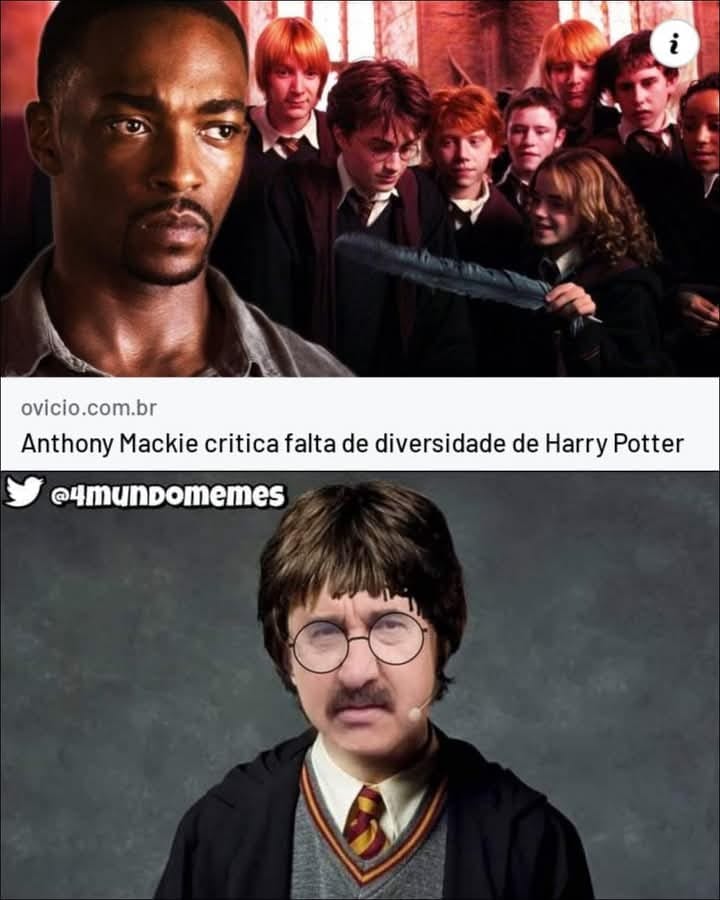 i
ovicio.com.br
Anthony Mackie critica falta de diversidade de Harry Potter
@4mundomemes